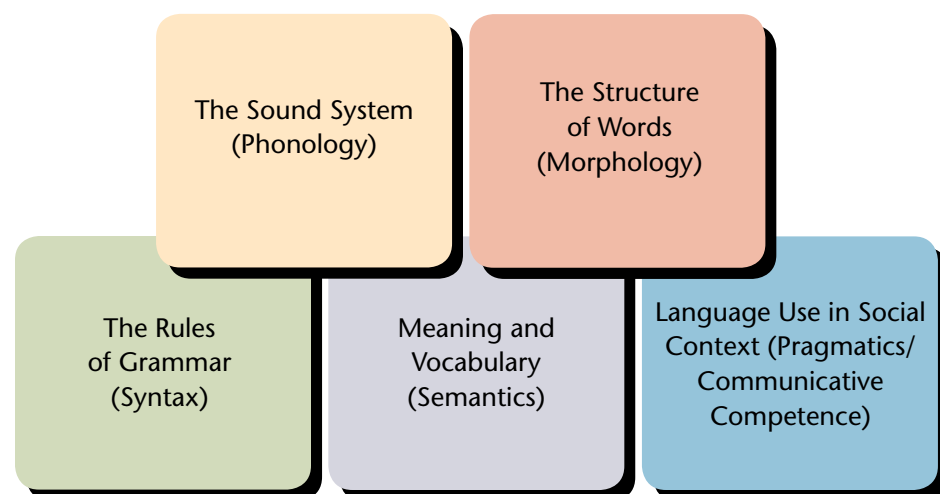 The Sound System
(Phonology)
The Structure
of Words
(Morphology)
The Rules
of Grammar
(Syntax)
Meaning and
Vocabulary
(Semantics)
Language Use in Social
Context (Pragmatics/
Communicative
Competence)